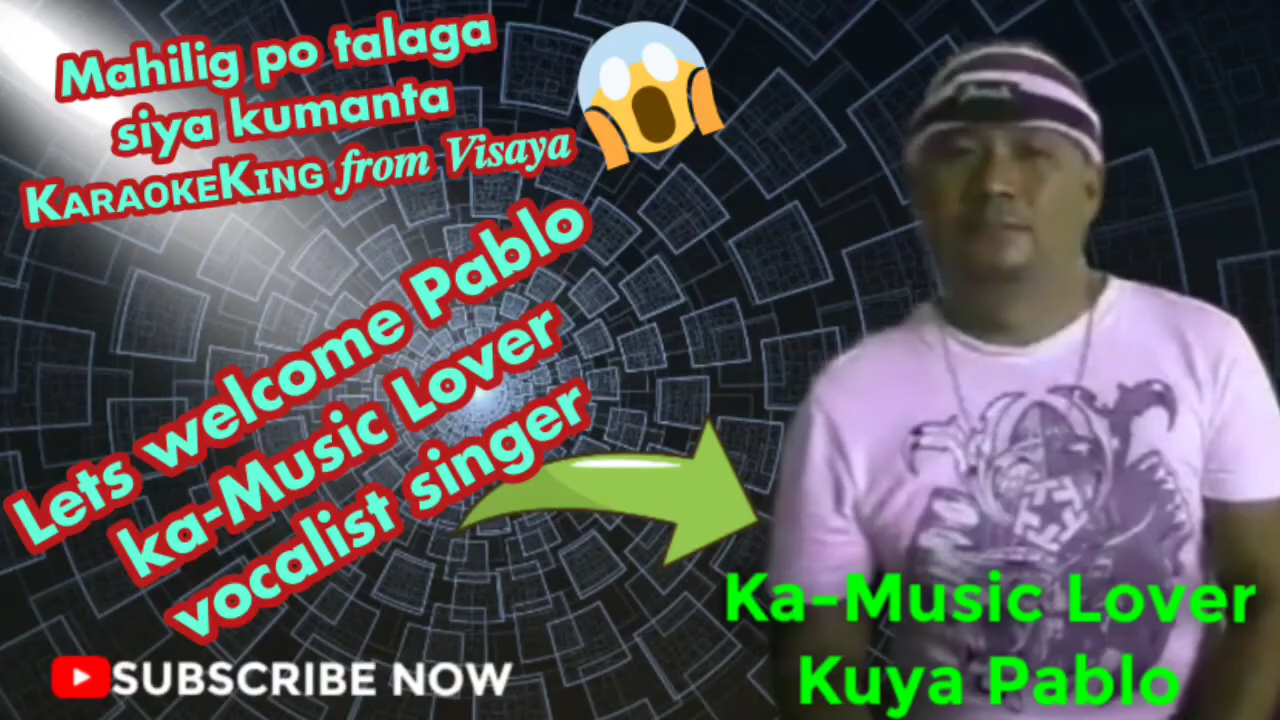 Mahilig po talaga
siya kumanta
KARAOKEKING from Visaya
Lets welcome Pablo
ka-Music Lover
vocalist singer
Ka-Music Lover
Kuya Pablo
SUBSCRIBE NOW